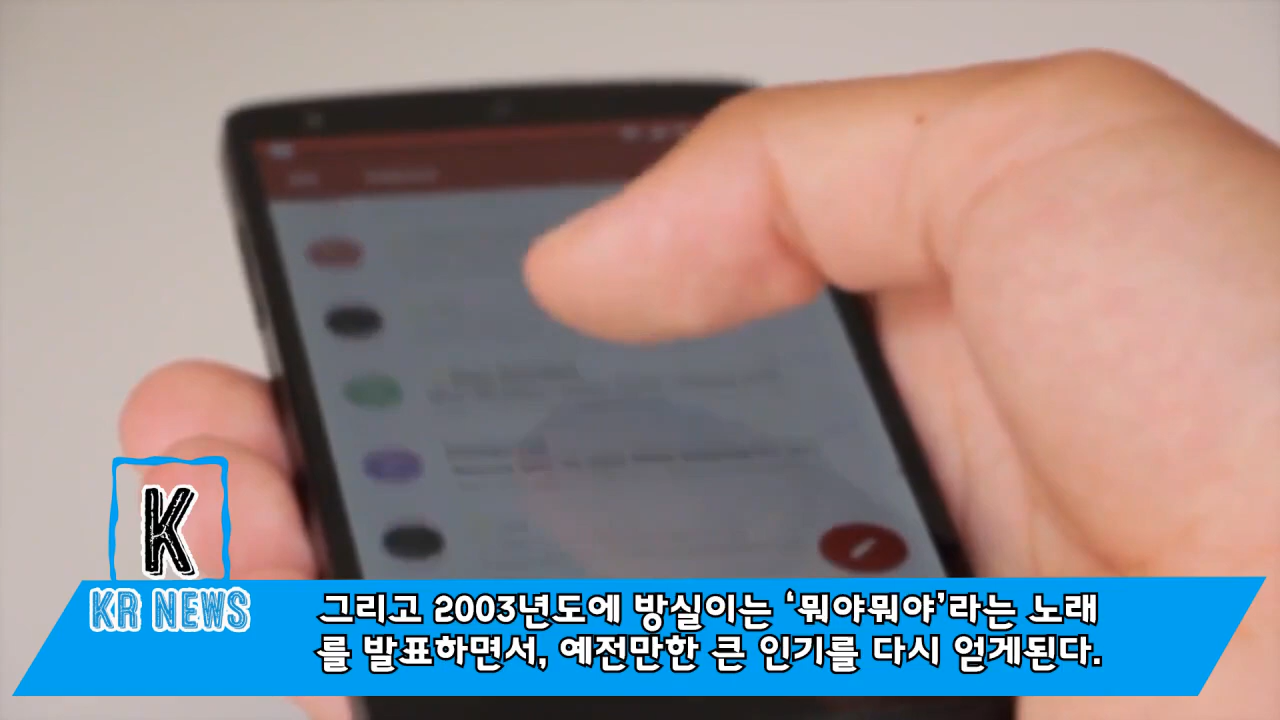 K
KR NEWS
그리고 2003년도에 방실이는 ‘뭐야뭐야’라는 노래
를 발표하면서, 예전만한 큰 인기를 다시 얻게된다.